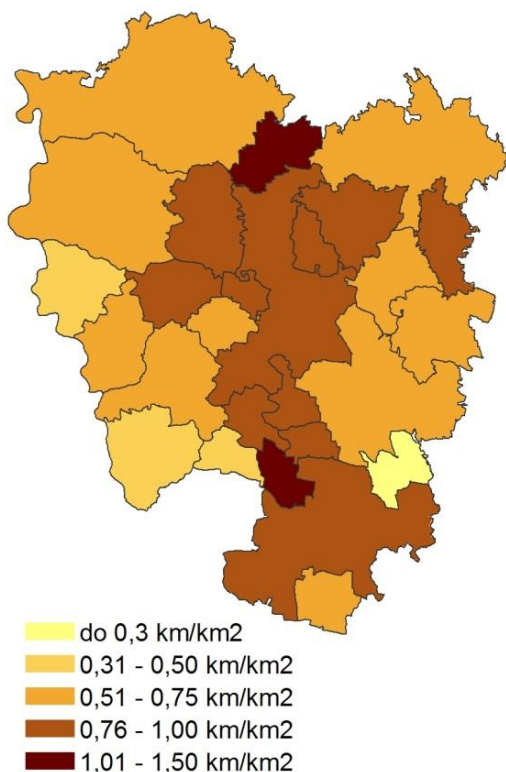 do 0,3 km/km2
0,31 - 0,50 km/km2
0,51 - 0,75 km/km2
0,76 - 1,00 km/km2
1,01 - 1,50 km/km2